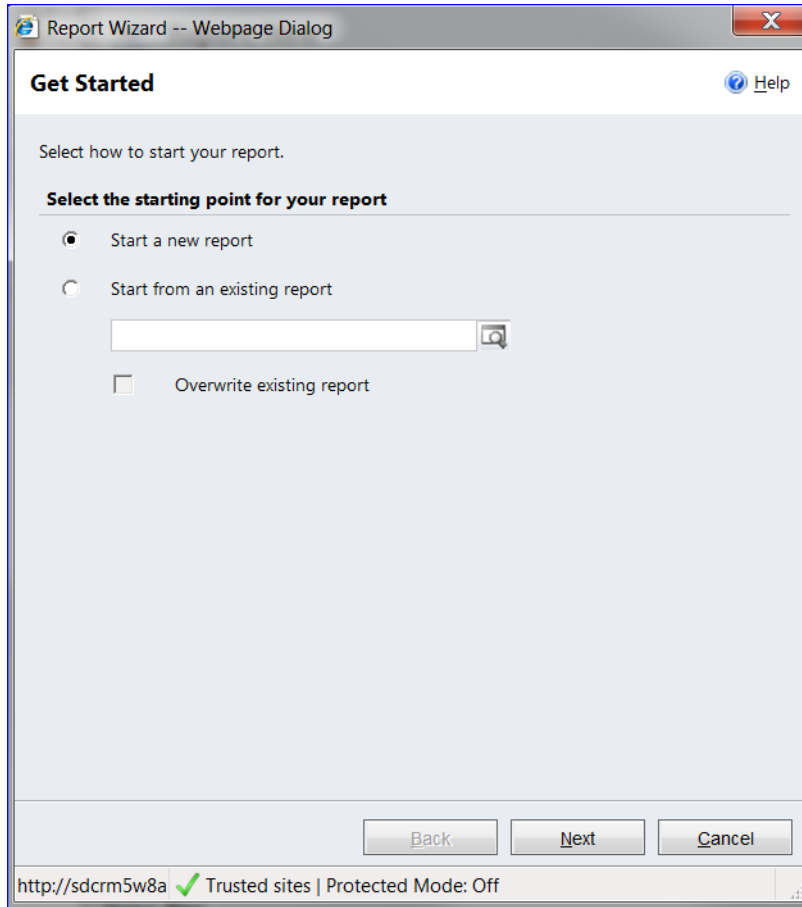 Report Wizard -- Webpage Dialog
X
Get Started
Help
Select how to start your report.
Select the starting point for your report
Start a new report
Start from an existing report
Overwrite existing report
Back Next Cancel
http://sdcrm5w8a Trusted sites | Protected Mode: Off